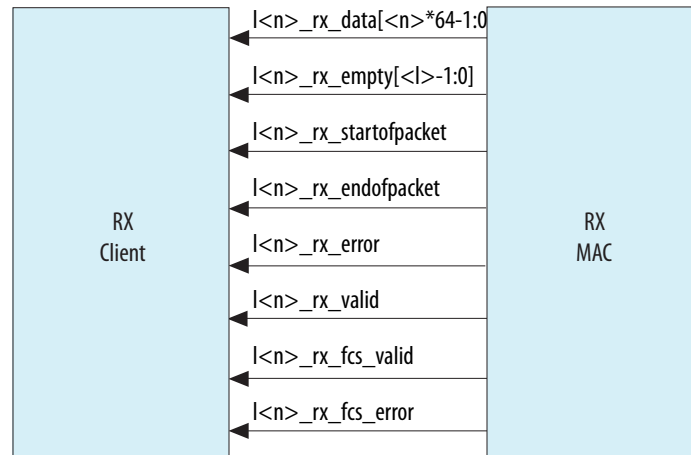 l<n>_rx_data[<n>*64-1:0
l<n>_rx_empty[<l>-1:0]
l<n>_rx_startofpacket
l<n>_rx_endofpacket
l<n>_rx_error
l<n>_rx_valid
l<n>_rx_fcs_valid
l<n>_rx_fcs_error
RX
Client
RX
MAC